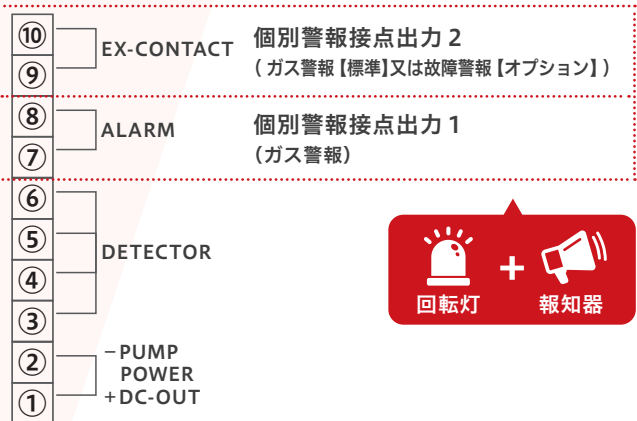 ⑩
EX-CONTACT 個別警報接点出力 2
⑨
( ガス警報【標準】又は故障警報【オプション】 )
⑧
ALARM 個別警報接点出力 1
⑦
(ガス警報)
⑥
⑤
DETECTOR
④
③
回転灯 + 報知器
②
−PUMP
POWER
①
+DC-OUT